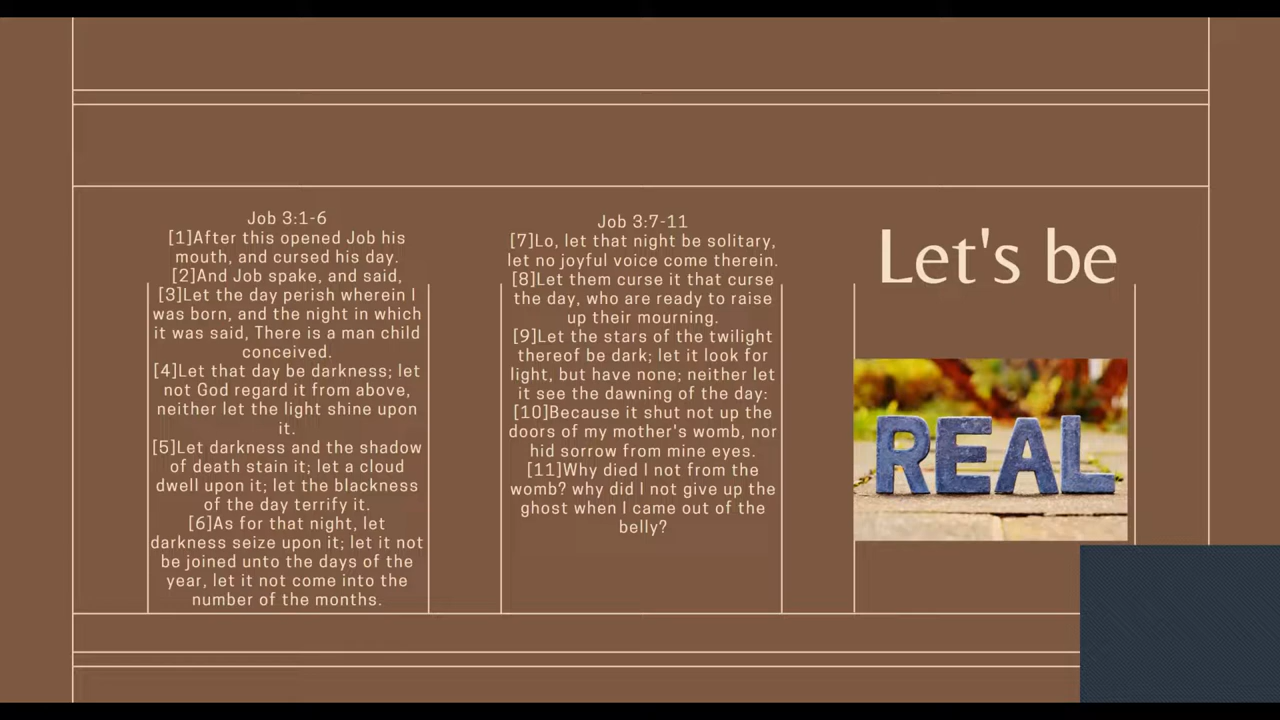 Job 3:1-6
[1]After this opened Job his
mouth, and cursed his day.
[2]And Job spake, and said,
[3]Let the day perish wherein I
was born, and the night in which
it was said, There is a man child
conceived.
[4]Let that day be darkness; let
not God regard it from above,
neither let the light shine upon
it.
[5]Let darkness and the shadow
of death stain it; let a cloud
dwell upon it; let the blackness
of the day terrify it.
[6]As for that night, let
darkness seize upon it; let it not
be joined unto the days of the
year, let it not come into the
number of the months.
Job 3:7-11
[7]Lo, let that night be solitary,
let no joyful voice come therein.
[8]Let them curse it that curse
the day, who are ready to raise
up their mourning.
[9]Let the stars of the twilight
thereof be dark; let it look for
light, but have none; neither let
it see the dawning of the day:
[10]Because it shut not up the
doors of my mother's womb, nor
hid sorrow from mine eyes.
[11]Why died I not from the
womb? why did I not give up the
ghost when I came out of the
belly?
Let's be
REAL